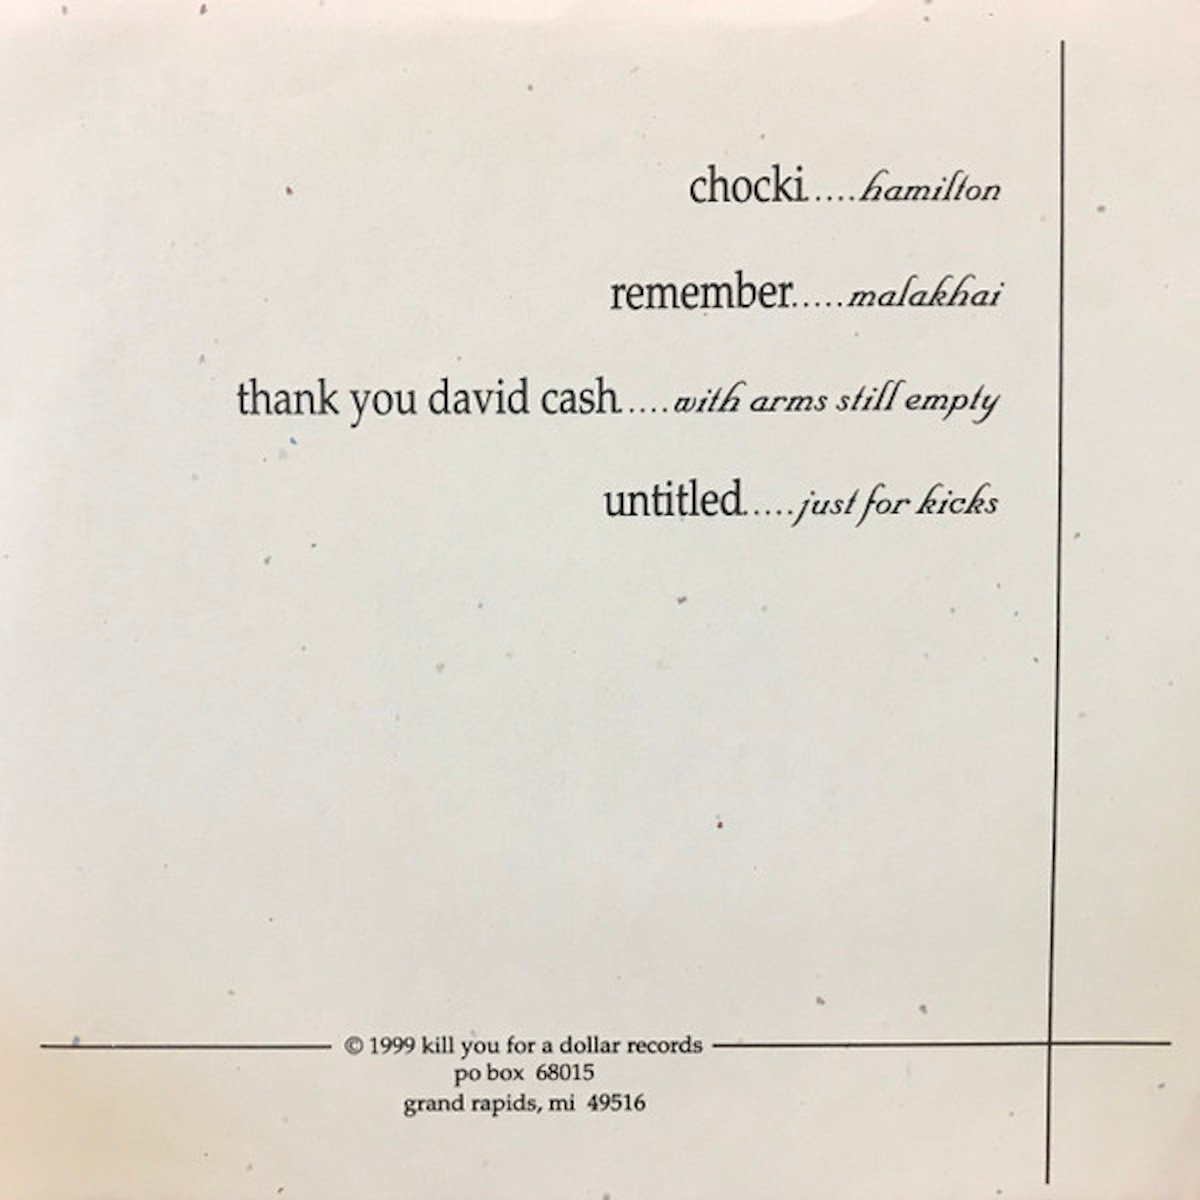 chocki.....hamilton
remember.....malakhai
thank you david cash.....with arms still empty
untitled.....just for kicks
© 1999 kill you for a dollar records
po box 68015
grand rapids, mi 49516